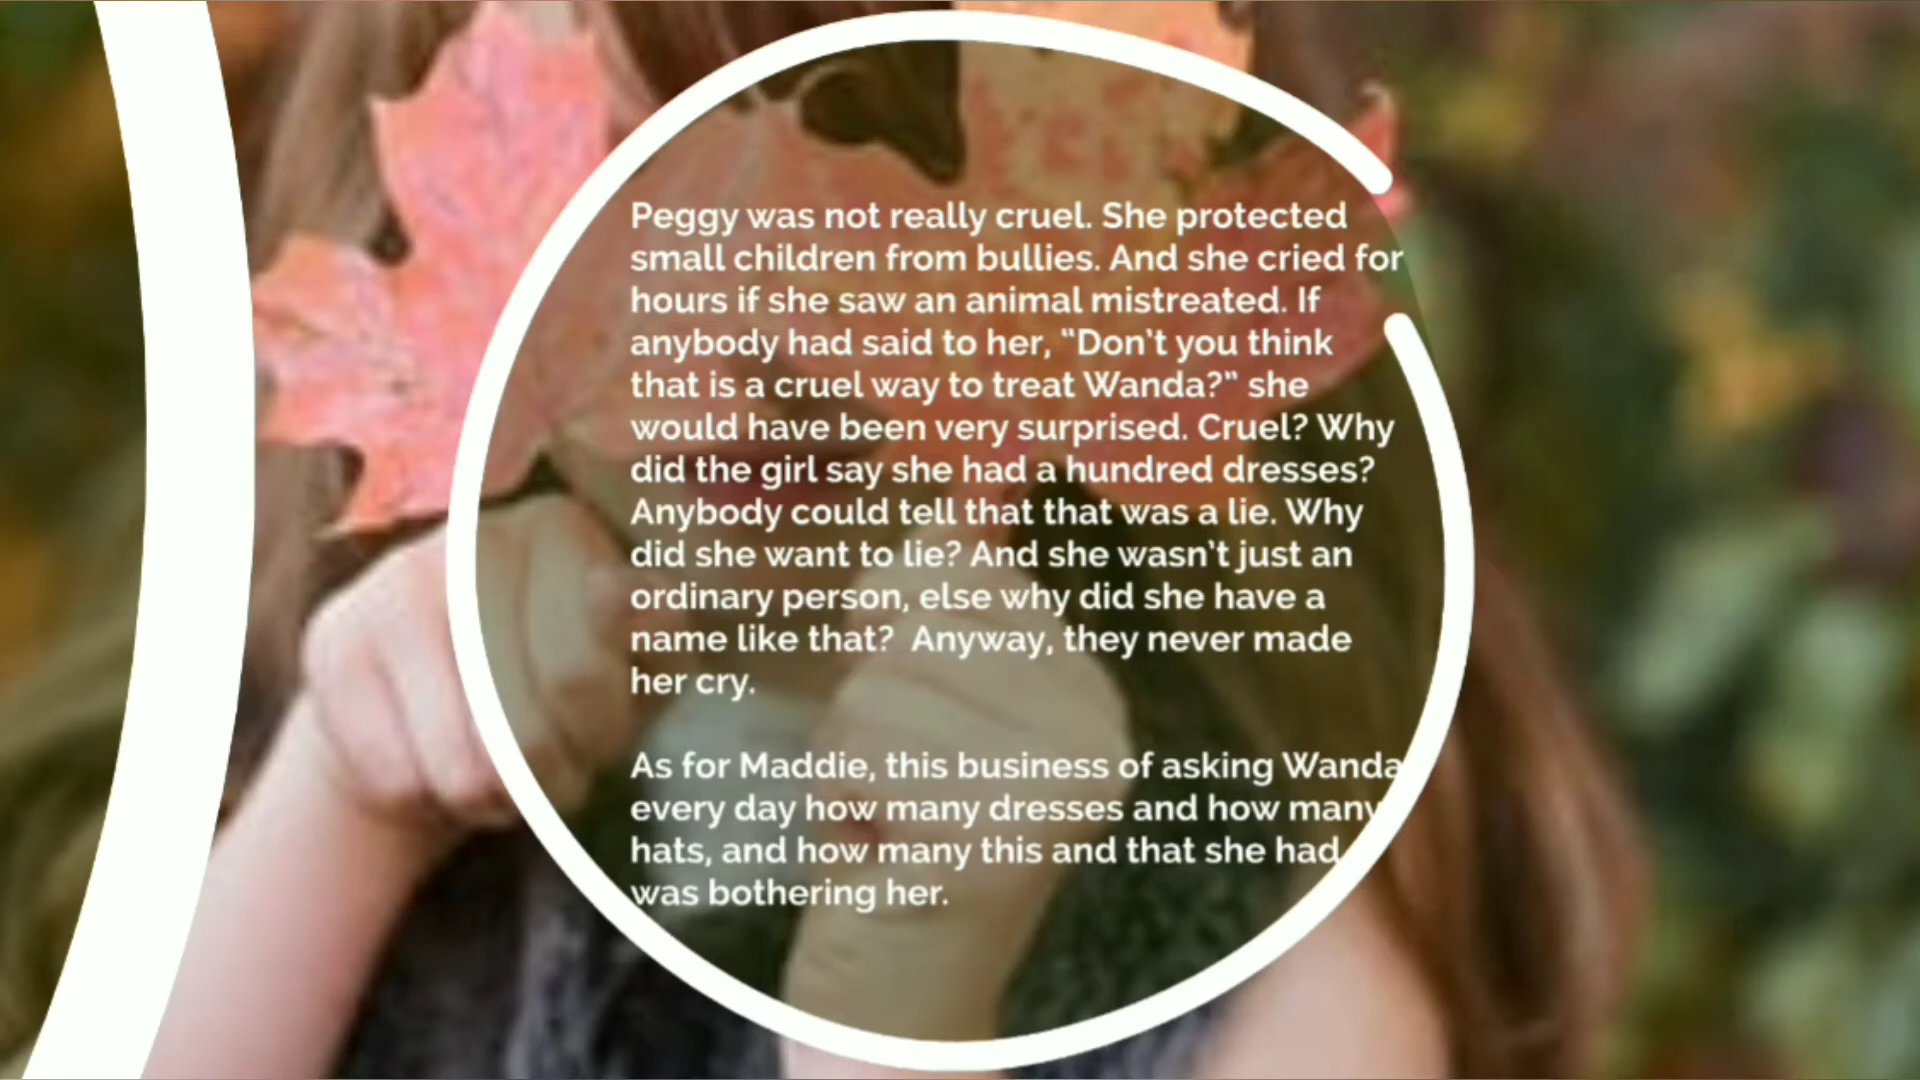 Peggy was not really cruel. She protected
small children from bullies. And she cried for
hours if she saw an animal mistreated. If
anybody had said to her, “Don’t you think
that is a cruel way to treat Wanda?” she
would have been very surprised. Cruel? Why
did the girl say she had a hundred dresses?
Anybody could tell that that was a lie. Why
did she want to lie? And she wasn’t just an
ordinary person, else why did she have a
name like that?  Anyway, they never made
her cry.

As for Maddie, this business of asking Wanda
every day how many dresses and how many
hats, and how many this and that she had
was bothering her.